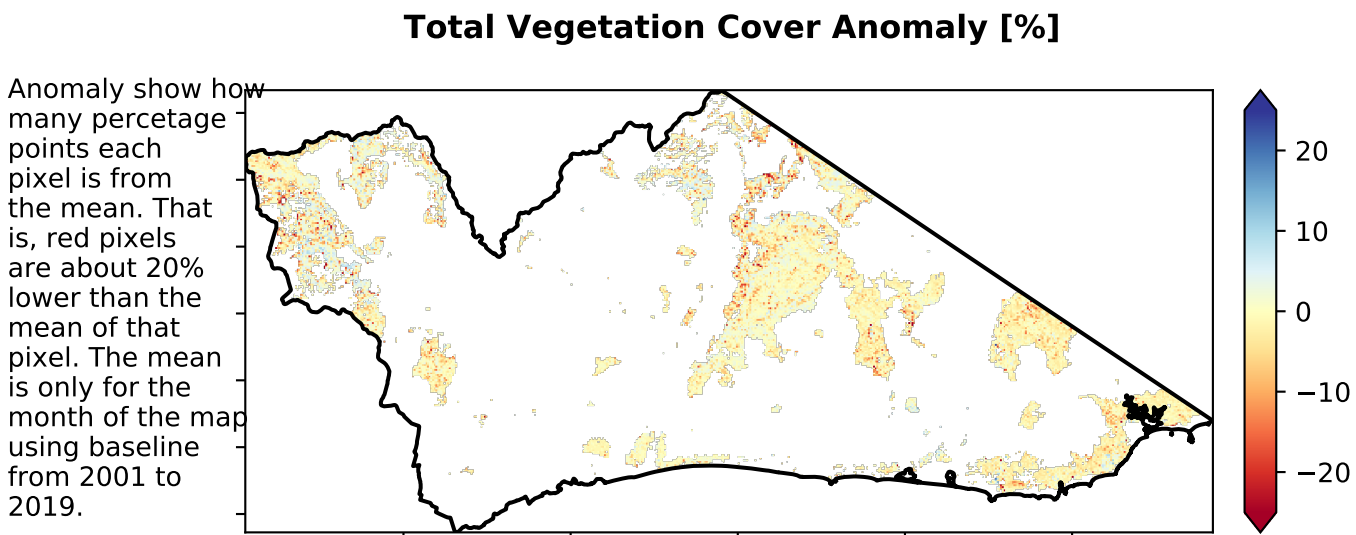 Total Vegetation Cover Anomaly [%]
Anomaly show how
many percetage
points each
pixel is from
the mean. That
is, red pixels
are about 20%
lower than the
mean of that
pixel. The mean
is only for the
month of the map
using baseline
from 2001 to
2019.
20
10
0
−10
−20